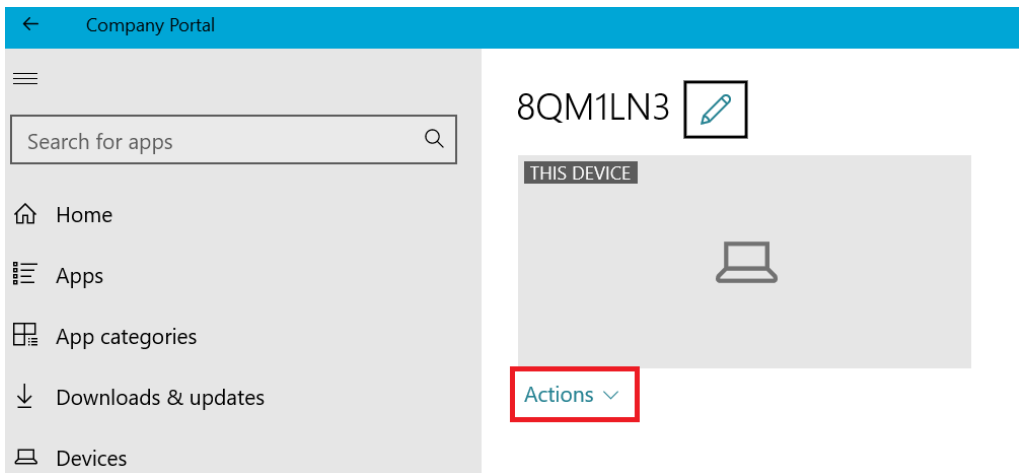 Company Portal
Search for apps
Home
Apps
App categories
Downloads & updates
Devices
8QM1LN3
THIS DEVICE
Actions